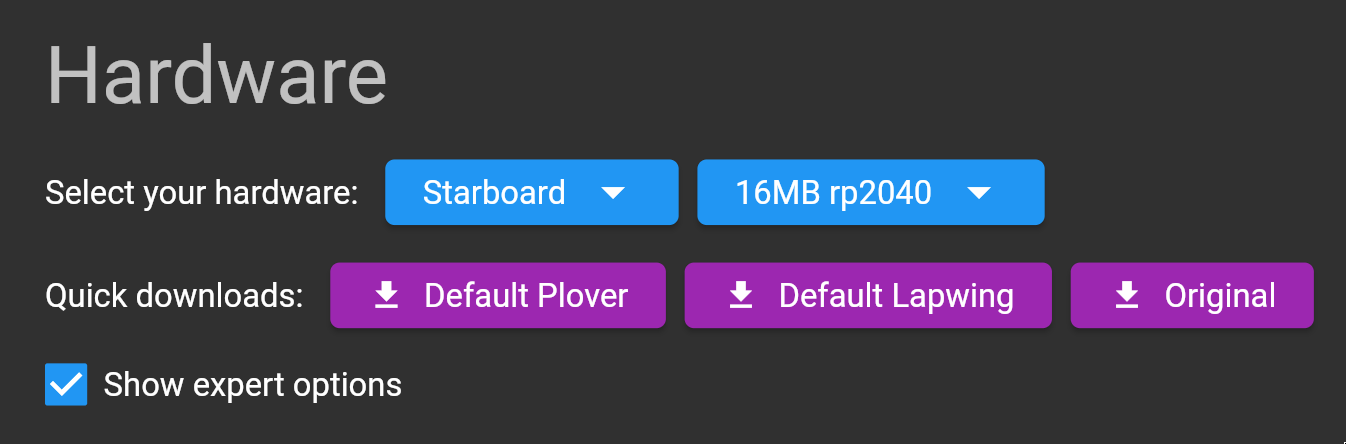 Hardware
Select your hardware: Starboard 16MB rp2040
Quick downloads: Default Plover Default Lapwing Original
Show expert options